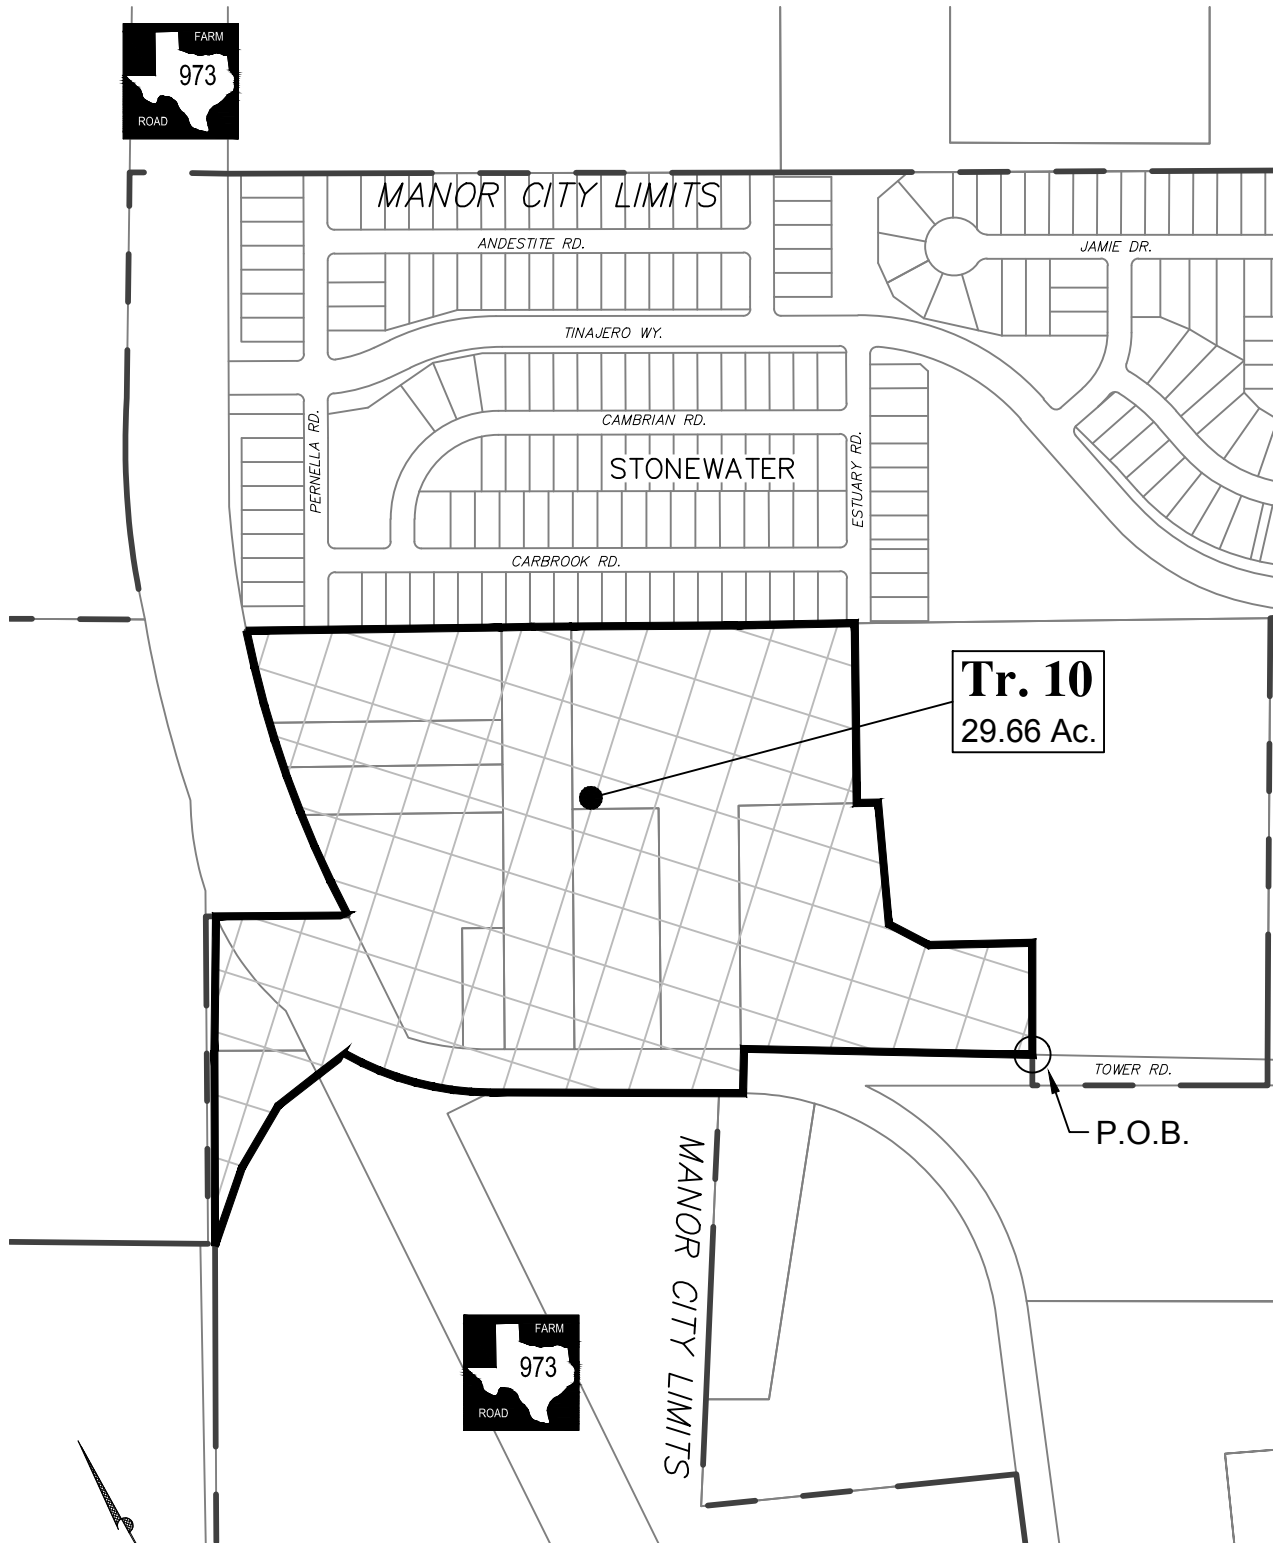 FARM
973
ROAD
MANOR CITY LIMITS
ANDESTITE RD.
JAMIE DR.
TINAJERO WY.
CAMBRIAN RD.
PERNELLA RD.
STONEWATER
ESTUARY RD.
CARBROOK RD.
Tr. 10
29.66 Ac.
TOWER RD.
P.O.B.
MANOR CITY LIMITS
FARM
973
ROAD